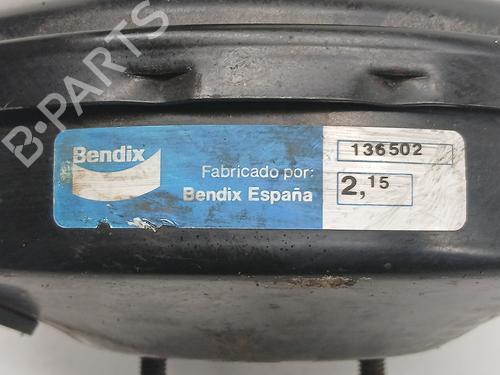 B-PARTS
Bendix
Fabricado por:
Bendix España
136502
2,15